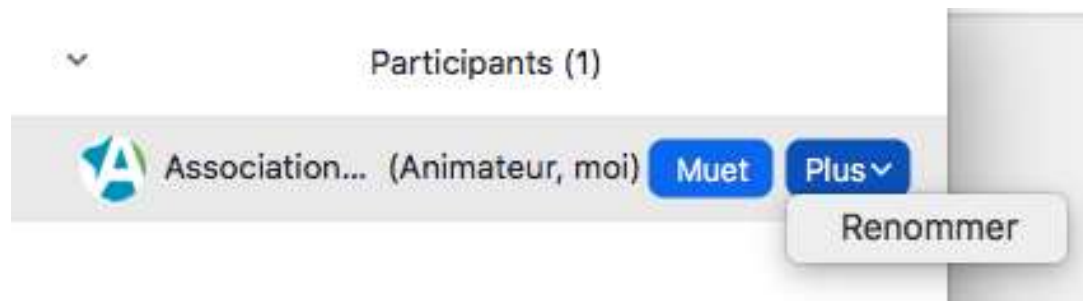 Participants (1)
Association... (Animateur, moi) Muet Plus
Renommer